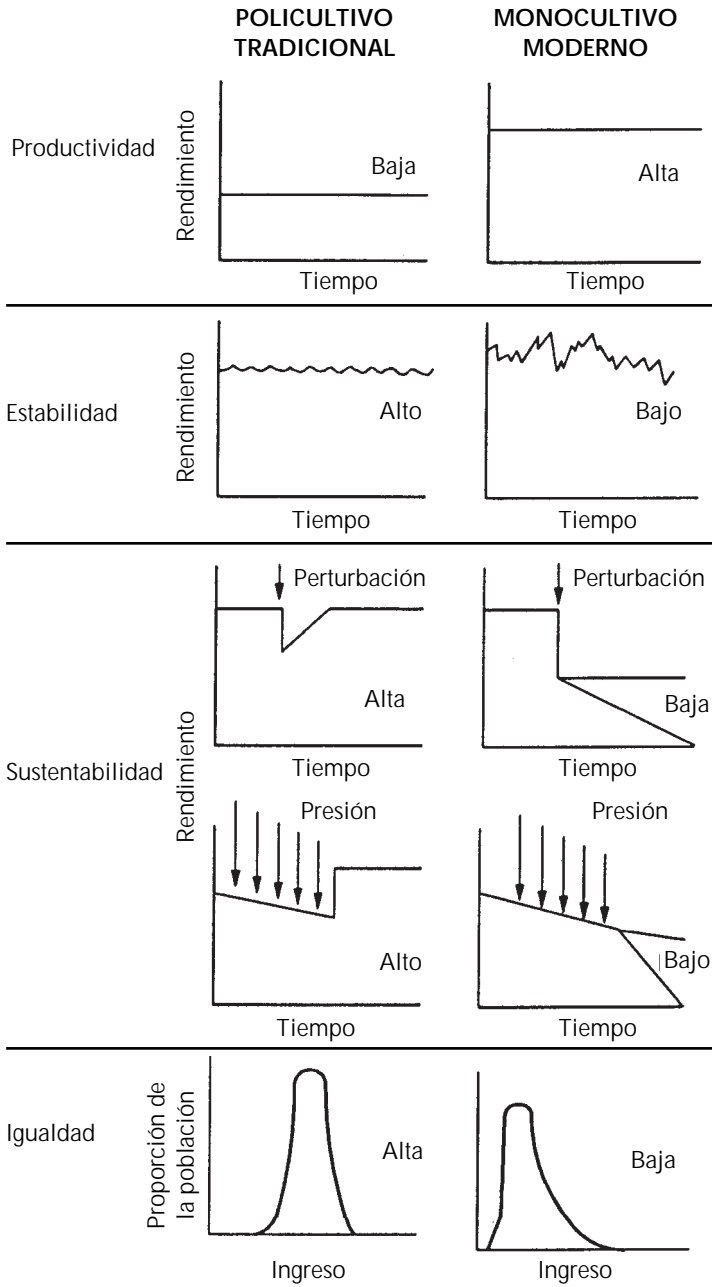 POLICULTIVO
TRADICIONAL
MONOCULTIVO
MODERNO
Productividad
Rendimiento
Baja
Tiempo
Alta
Tiempo
Estabilidad
Rendimiento
Alto
Tiempo
Bajo
Tiempo
Sustentabilidad
Rendimiento
Perturbación
Alta
Tiempo
Perturbación
Baja
Tiempo
Presión
Alto
Tiempo
Presión
Bajo
Tiempo
Igualdad
Proporción de
la población
Alta
Ingreso
Baja
Ingreso